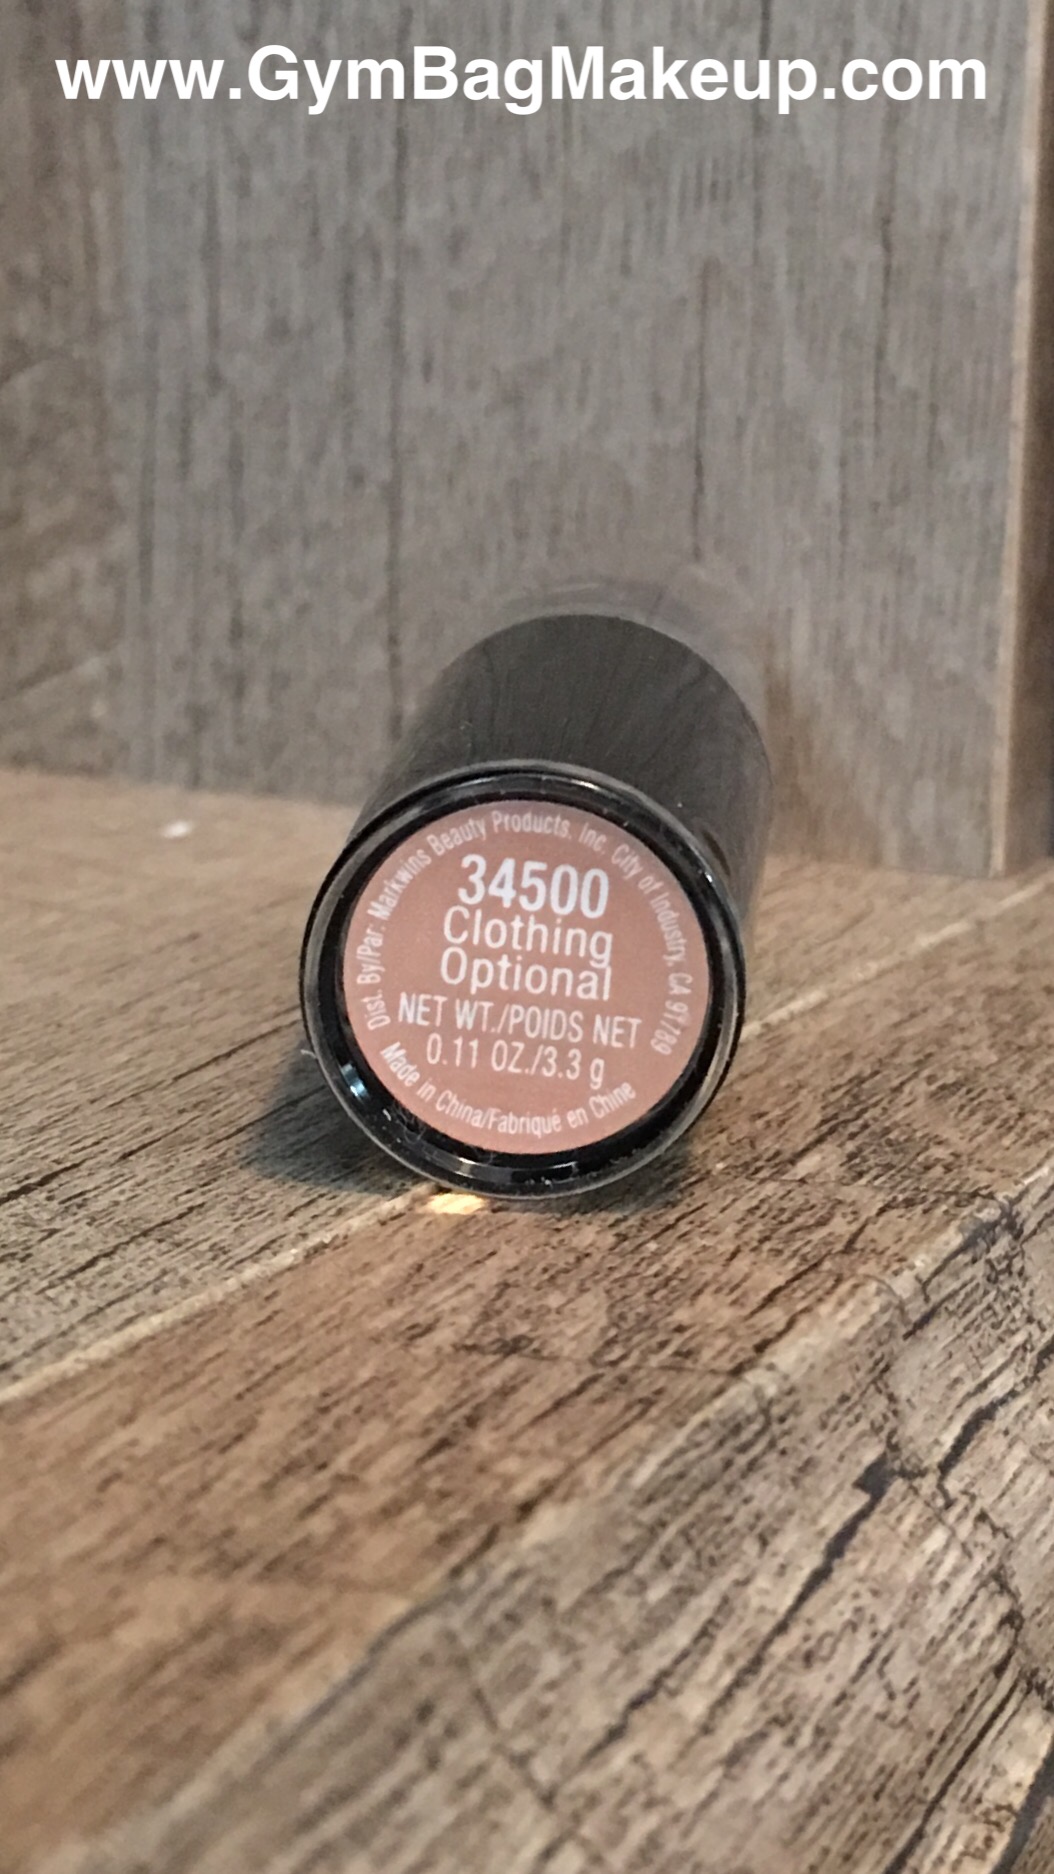 www.GymBagMakeup.com
Dist. By/Par: Markwins Beauty Products, Inc. City of Industry, CA 91789
34500
Clothing
Optional
NET WT./POIDS NET
0.11 OZ./3.3 g
Made in China/Fabriqué en Chine